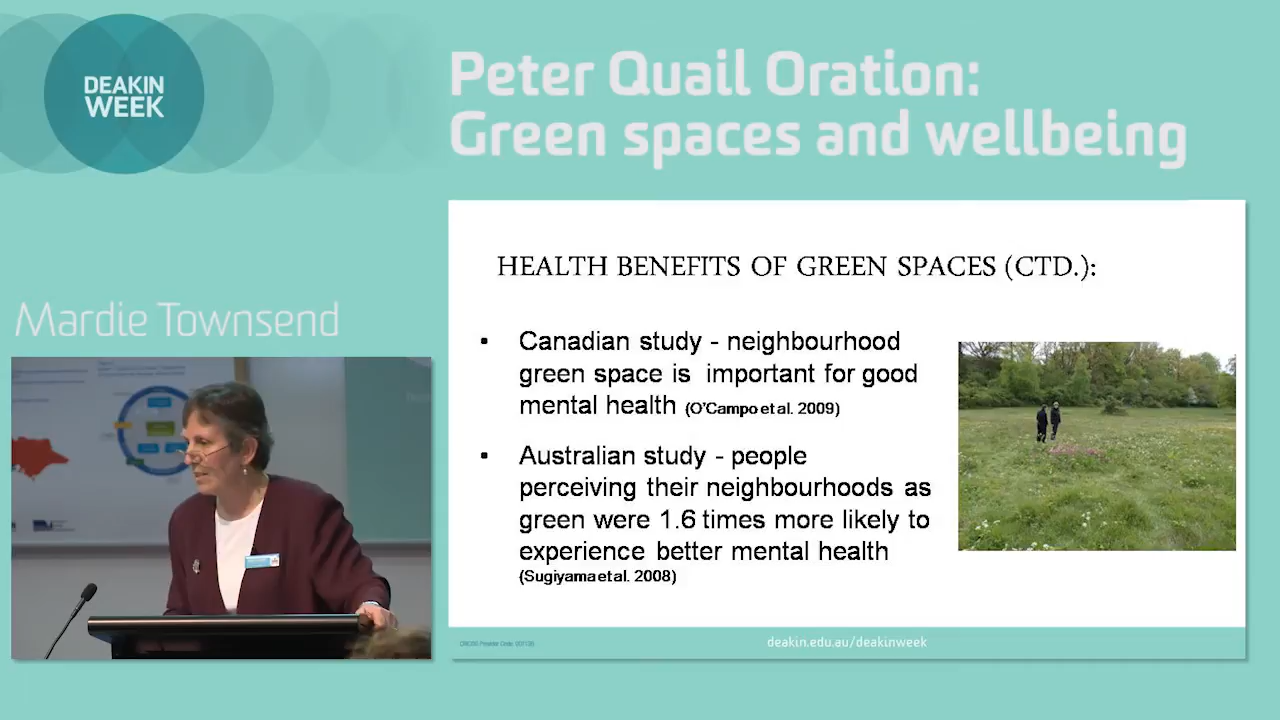 DEAKIN
WEEK
Peter Quail Oration:
Green spaces and wellbeing
Mardie Townsend
HEALTH BENEFITS OF GREEN SPACES (CTD.):
▪ Canadian study - neighbourhood
green space is important for good
mental health (O'Campo et al. 2009)
▪ Australian study - people
perceiving their neighbourhoods as
green were 1.6 times more likely to
experience better mental health
(Sugiyama et al. 2008)
deakin.edu.au/deakinweek